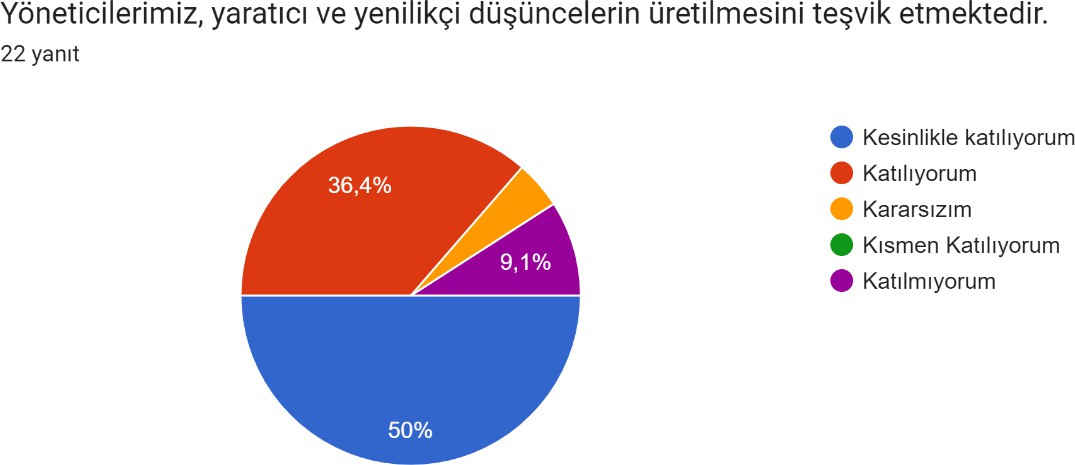 Yöneticilerimiz, yaratıcı ve yenilikçi düşüncelerin üretilmesini teşvik etmektedir.
22 yanıt
36,4%
9,1%
50%
Kesinlikle katılıyorum
Katılıyorum
Kararsızım
Kısmen Katılıyorum
Katılmıyorum